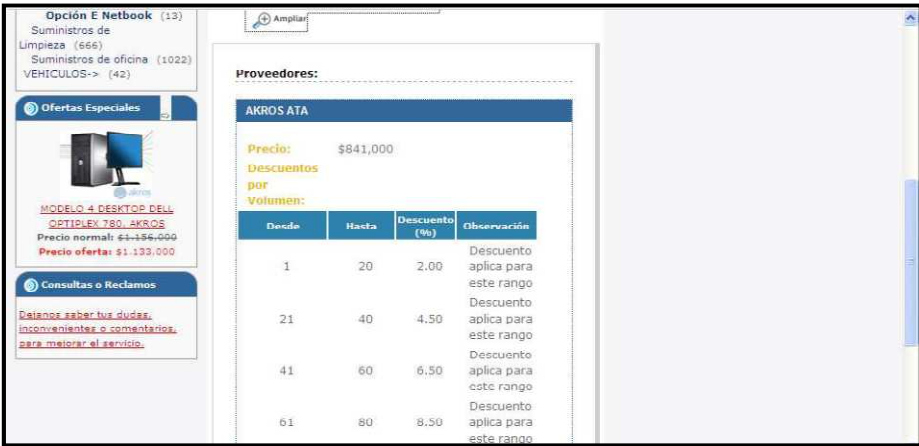 Opción E Netbook (13)
Suministros de
Limpieza (666)
Suministros de oficina (1022)
VEHICULOS-> (42)
Ofertas Especiales
akros
MODELO 4 DESKTOP DELL
OPTIPLEX 780. AKROS
Precio normal: $1.156.000
Precio oferta: $1.133.000
Consultas o Reclamos
Dejanos saber tus dudas,
inconvenientes o comentarios,
para mejorar el servicio.
Ampliar
Proveedores:
AKROS ATA
Precio: $841,000
Descuentos
por
Volumen:
Desde Hasta Descuento (%) Observación
1 20 2.00 Descuento
aplica para
este rango
21 40 4.50 Descuento
aplica para
este rango
41 60 6.50 Descuento
aplica para
este rango
61 80 8.50 Descuento
aplica para
este rango